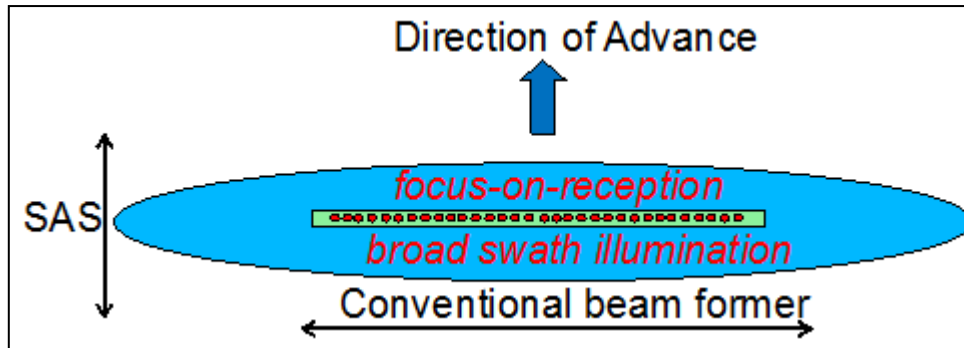 Direction of Advance
focus-on-reception
SAS
broad swath illumination
Conventional beam former